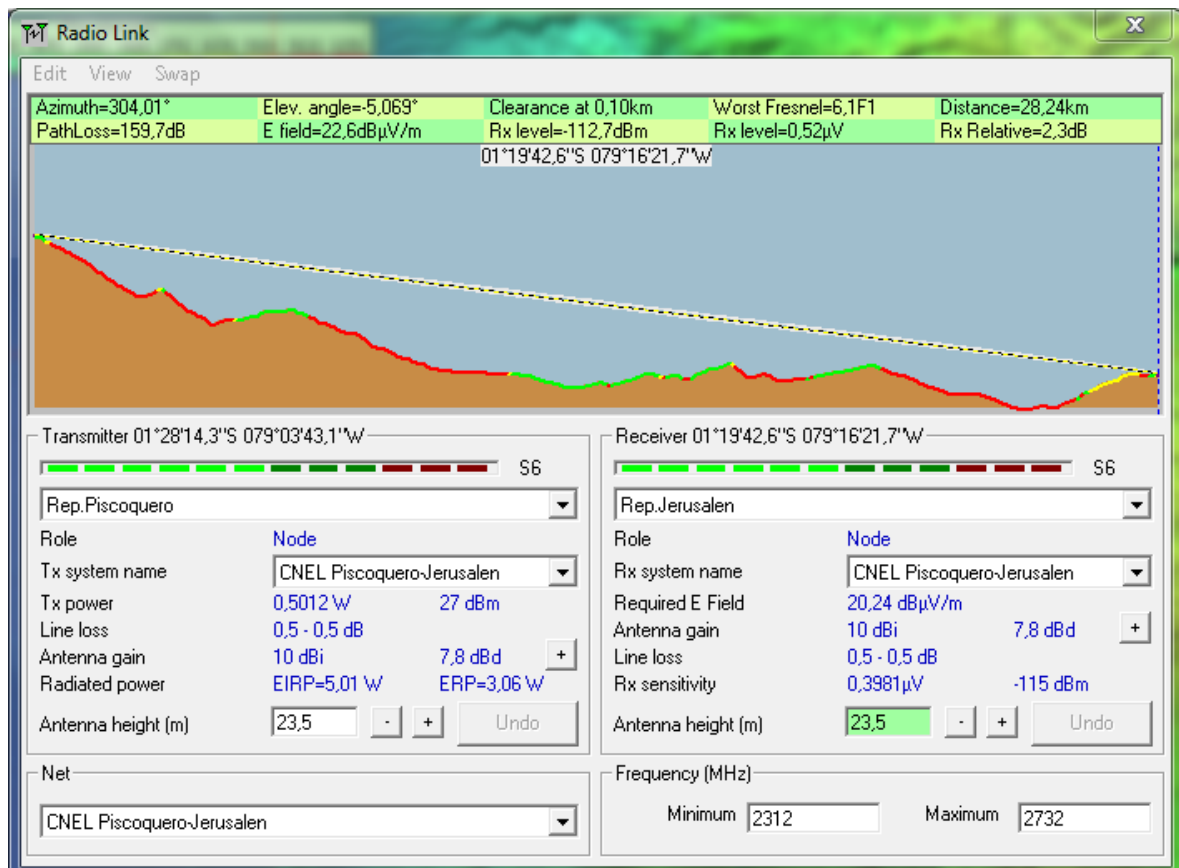 Radio Link
X
Edit View Swap
Azimuth=304,01° Elev. angle=-5,069° Clearance at 0,10km Worst Fresnel=6,1F1 Distance=28,24km
PathLoss=159,7dB E field=22,6dBµV/m Rx level=-112,7dBm Rx level=0,52µV Rx Relative=2,3dB
01°19'42,6"S 079°16'21,7"W
Transmitter 01°28'14,3"S 079°03'43,1"W
S6
Rep.Piscoquero
Role Node
Tx system name CNEL Piscoquero-Jerusalen
Tx power 0,5012 W 27 dBm
Line loss 0,5 - 0,5 dB
Antenna gain 10 dBi 7,8 dBd +
Radiated power EIRP=5,01 W ERP=3,06 W
Antenna height (m) 23,5 - + Undo
Net
CNEL Piscoquero-Jerusalen
Receiver 01°19'42,6"S 079°16'21,7"W
S6
Rep.Jerusalen
Role Node
Rx system name CNEL Piscoquero-Jerusalen
Required E Field 20,24 dBµV/m
Antenna gain 10 dBi 7,8 dBd +
Line loss 0,5 - 0,5 dB
Rx sensitivity 0,3981µV -115 dBm
Antenna height (m) 23,5 - + Undo
Frequency (MHz)
Minimum 2312 Maximum 2732